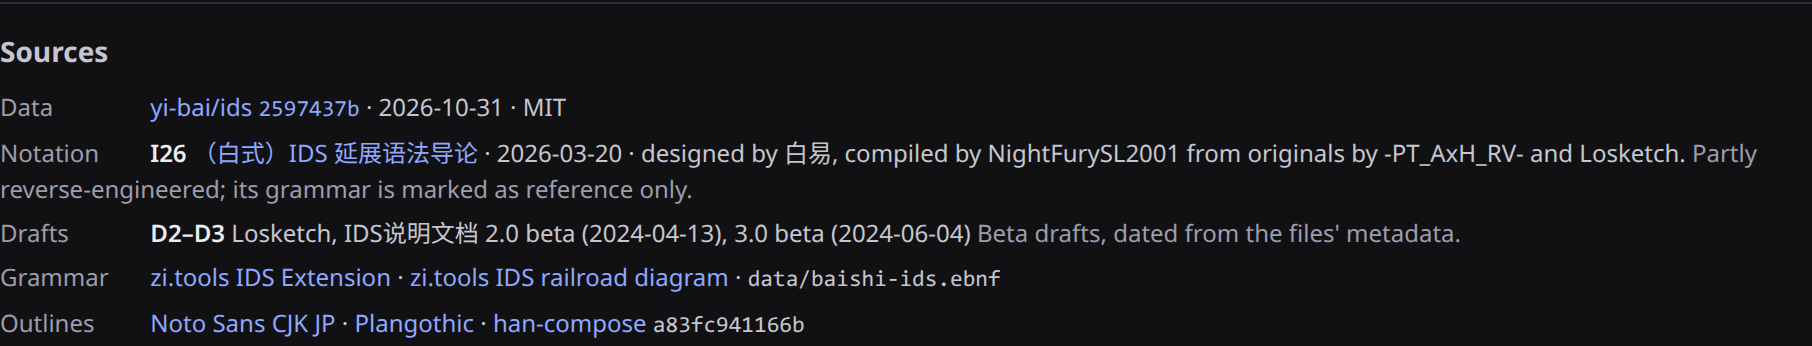 Sources
Data yi-bai/ids 2597437b · 2026-10-31 · MIT
Notation I26 （白式）IDS 延展语法导论 · 2026-03-20 · designed by 白易, compiled by NightFurySL2001 from originals by -PT_AxH_RV- and Losketch. Partly
reverse-engineered; its grammar is marked as reference only.
Drafts D2–D3 Losketch, IDS说明文档 2.0 beta (2024-04-13), 3.0 beta (2024-06-04) Beta drafts, dated from the files' metadata.
Grammar zi.tools IDS Extension · zi.tools IDS railroad diagram · data/baishi-ids.ebnf
Outlines Noto Sans CJK JP · Plangothic · han-compose a83fc941166b